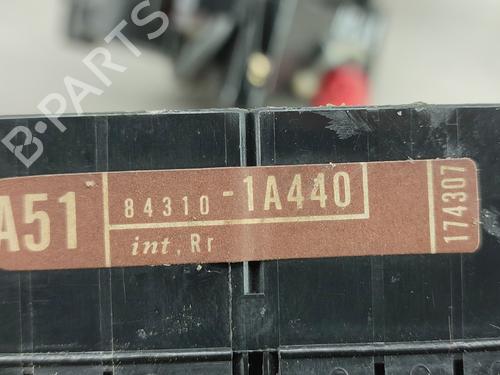 B-PARTS
A51
84310-1A440
int, Rr
174307